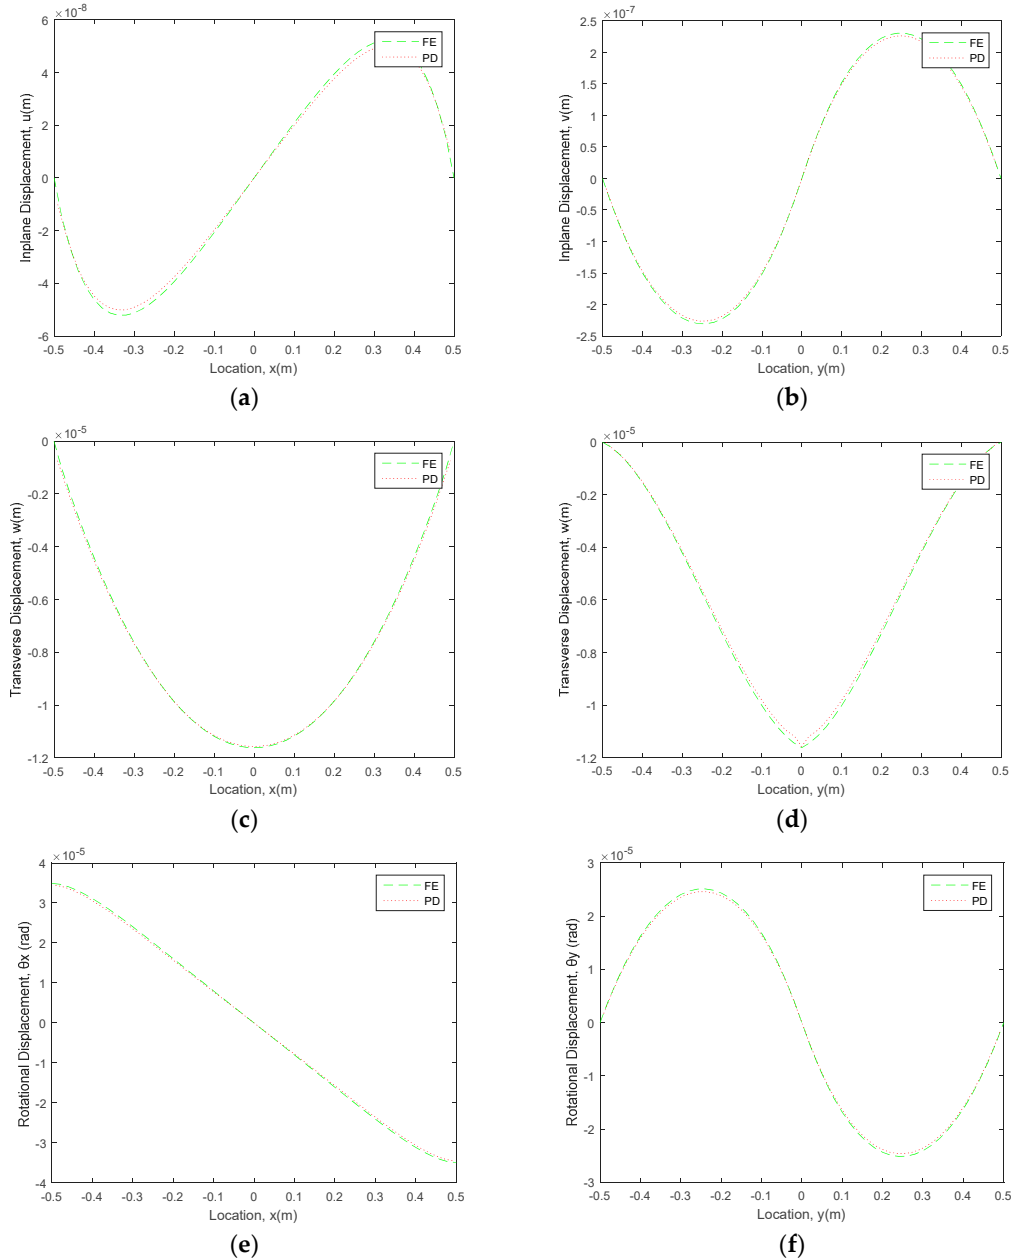 ×10-8
6
4
2
0
-2
-4
-6
-0.5 -0.4 -0.3 -0.2 -0.1 0 0.1 0.2 0.3 0.4 0.5
Inplane Displacement, u(m)
Location, x(m)
FE
PD
(a)
×10-7
2.5
2
1.5
1
0.5
0
-0.5
-1
-1.5
-2
-2.5
-0.5 -0.4 -0.3 -0.2 -0.1 0 0.1 0.2 0.3 0.4 0.5
Inplane Displacement, v(m)
Location, y(m)
FE
PD
(b)
×10-5
0
-0.2
-0.4
-0.6
-0.8
-1
-1.2
-0.5 -0.4 -0.3 -0.2 -0.1 0 0.1 0.2 0.3 0.4 0.5
Transverse Displacement, w(m)
Location, x(m)
FE
PD
(c)
×10-5
0
-0.2
-0.4
-0.6
-0.8
-1
-1.2
-0.5 -0.4 -0.3 -0.2 -0.1 0 0.1 0.2 0.3 0.4 0.5
Transverse Displacement, w(m)
Location, y(m)
FE
PD
(d)
×10-5
4
3
2
1
0
-1
-2
-3
-4
-0.5 -0.4 -0.3 -0.2 -0.1 0 0.1 0.2 0.3 0.4 0.5
Rotational Displacement, θx (rad)
Location, x(m)
FE
PD
(e)
×10-5
3
2
1
0
-1
-2
-3
-0.5 -0.4 -0.3 -0.2 -0.1 0 0.1 0.2 0.3 0.4 0.5
Rotational Displacement, θy (rad)
Location, y(m)
FE
PD
(f)